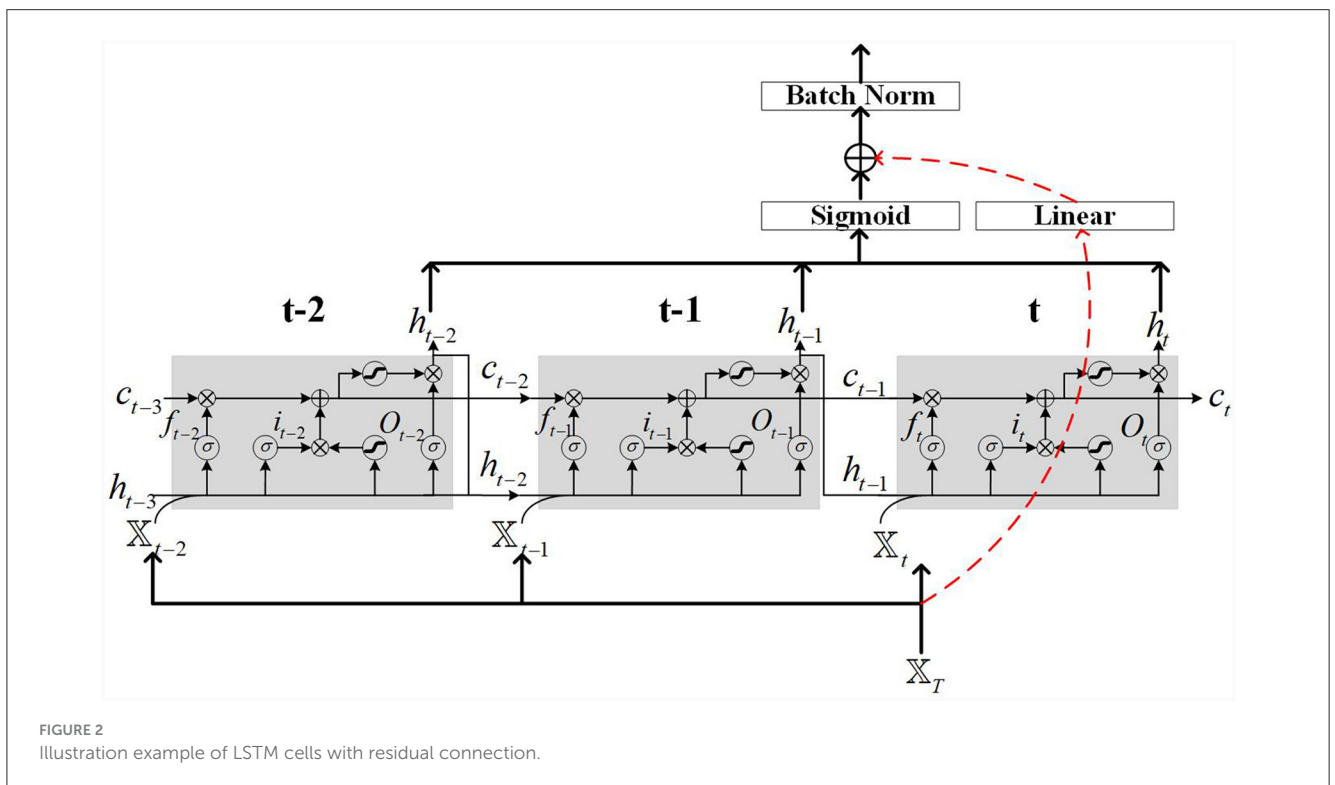 Batch Norm
Sigmoid
Linear
t-2
t-1
t
h_{t-2}
h_{t-1}
h_t
c_{t-3}
c_{t-2}
c_{t-1}
c_t
f_{t-2}
i_{t-2}
O_{t-2}
f_{t-1}
i_{t-1}
O_{t-1}
f_t
i_t
O_t
σ
σ
σ
σ
σ
σ
σ
σ
σ
h_{t-3}
h_{t-2}
h_{t-1}
𝕏_{t-2}
𝕏_{t-1}
𝕏_t
𝕏_T
FIGURE 2
Illustration example of LSTM cells with residual connection.